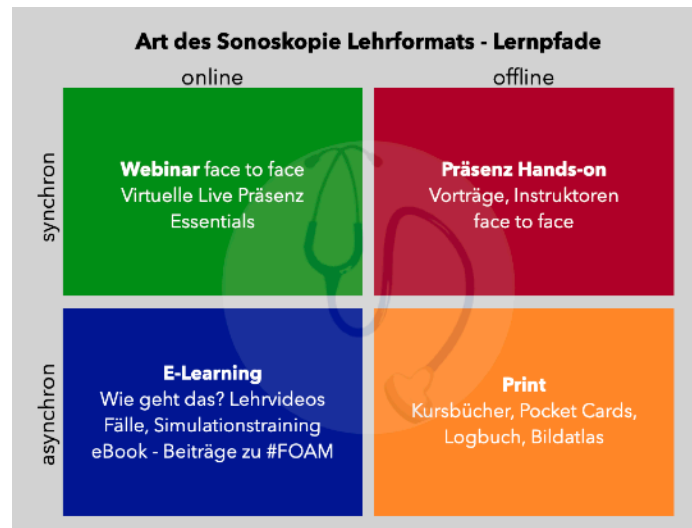 Art des Sonoskopie Lehrformats - Lernpfade
online
offline
synchron
Webinar face to face
Virtuelle Live Präsenz
Essentials
Präsenz Hands-on
Vorträge, Instruktoren
face to face
asynchron
E-Learning
Wie geht das? Lehrvideos
Fälle, Simulationstraining
eBook - Beiträge zu #FOAM
Print
Kursbücher, Pocket Cards,
Logbuch, Bildatlas